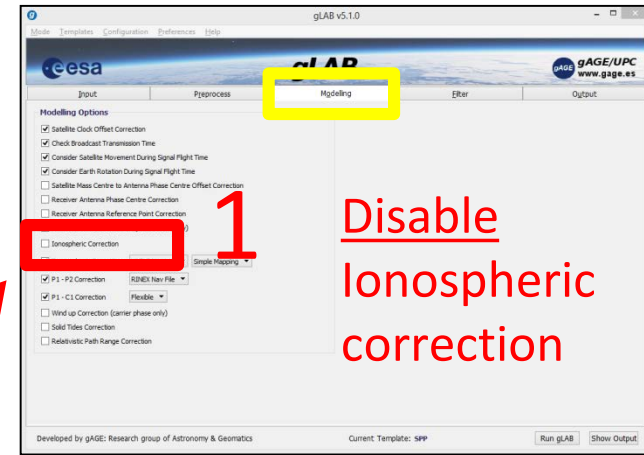 gLAB v5.1.0
Mode Templates Configuration Preferences Help
esa
gLAB
gAGE
gAGE/UPC
www.gage.es
Input Preprocess Modelling Filter Output
Modelling Options
Satellite Clock Offset Correction
Check Broadcast Transmission Time
Consider Satellite Movement During Signal Flight Time
Consider Earth Rotation During Signal Flight Time
Satellite Mass Centre to Antenna Phase Centre Offset Correction
Receiver Antenna Phase Centre Correction
Receiver Antenna Reference Point Correction
Ionospheric Correction
Simple Mapping
P1 - P2 Correction RINEX Nav File
P1 - C1 Correction Flexible
Wind up Correction (carrier phase only)
Solid Tides Correction
Relativistic Path Range Correction
1
Disable
Ionospheric
correction
Developed by gAGE: Research group of Astronomy & Geomatics Current Template: SPP Run gLAB Show Output